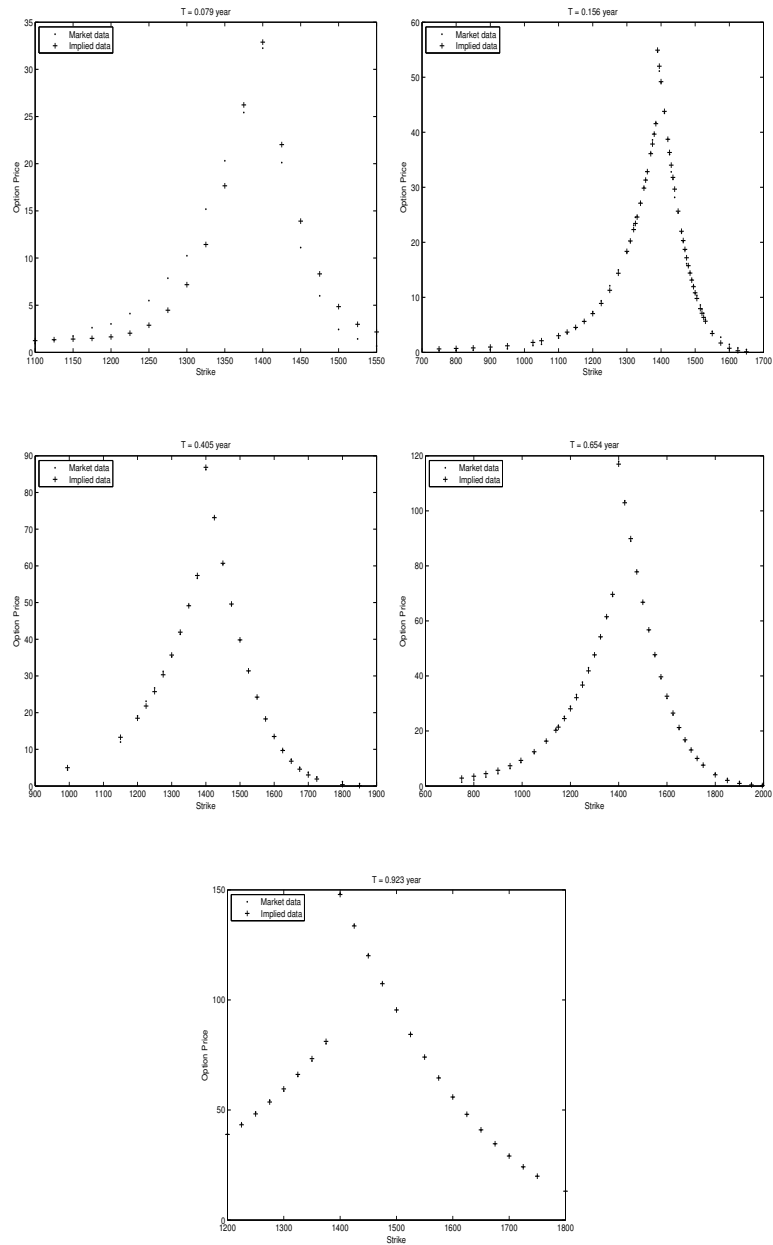 T = 0.079 year
35
30
25
20
15
10
5
0
Option Price
Market data
Implied data
1100 1150 1200 1250 1300 1350 1400 1450 1500 1550
Strike
T = 0.156 year
60
50
40
30
20
10
0
Option Price
Market data
Implied data
700 800 900 1000 1100 1200 1300 1400 1500 1600 1700
Strike
T = 0.405 year
90
80
70
60
50
40
30
20
10
0
Option Price
Market data
Implied data
900 1000 1100 1200 1300 1400 1500 1600 1700 1800 1900
Strike
T = 0.654 year
120
100
80
60
40
20
0
Option Price
Market data
Implied data
600 800 1000 1200 1400 1600 1800 2000
Strike
T = 0.923 year
150
100
50
0
Option Price
Market data
Implied data
1200 1300 1400 1500 1600 1700 1800
Strike